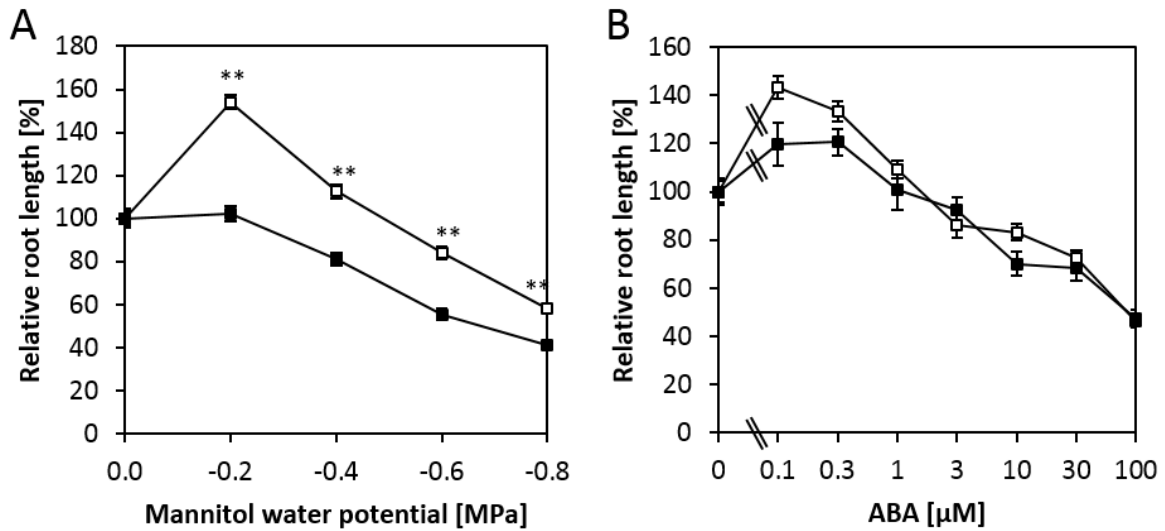 A
Relative root length [%]
180
160
140
120
100
80
60
40
20
0
**
**
**
**
0.0 -0.2 -0.4 -0.6 -0.8
Mannitol water potential [MPa]
B
Relative root length [%]
160
140
120
100
80
60
40
20
0
0 0.1 0.3 1 3 10 30 100
ABA [µM]